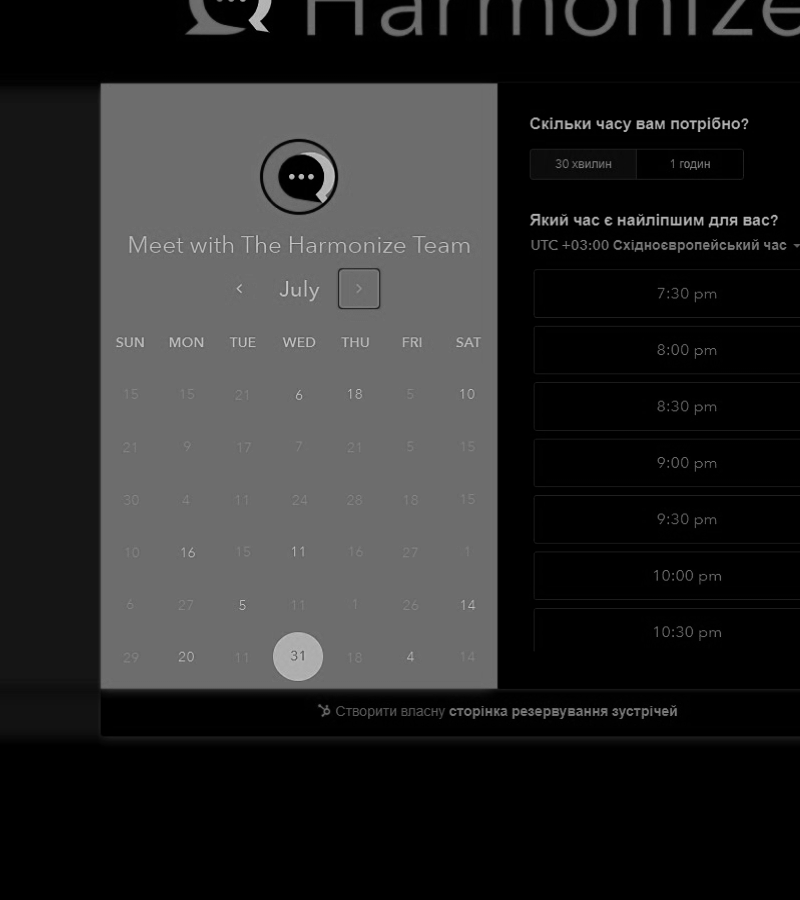 Harmonize
Meet with The Harmonize Team
July
SUN MON TUE WED THU FRI SAT
15 15 21 6 18 5 10
21 9 17 7 21 5 15
30 4 11 24 28 18 15
10 16 15 11 16 27 1
6 27 5 11 1 26 14
29 20 11 31 18 4 14
Скільки часу вам потрібно?
30 хвилин 1 годин
Який час є найліпшим для вас?
UTC +03:00 Східноєвропейський час
7:30 pm
8:00 pm
8:30 pm
9:00 pm
9:30 pm
10:00 pm
10:30 pm
Створити власну сторінка резервування зустрічей